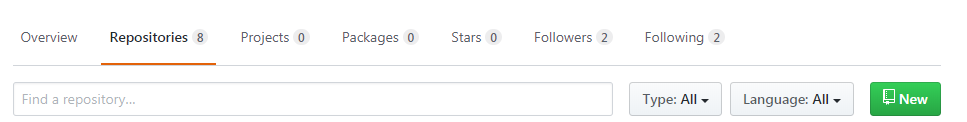 Overview Repositories 8 Projects 0 Packages 0 Stars 0 Followers 2 Following 2
Find a repository... Type: All Language: All New